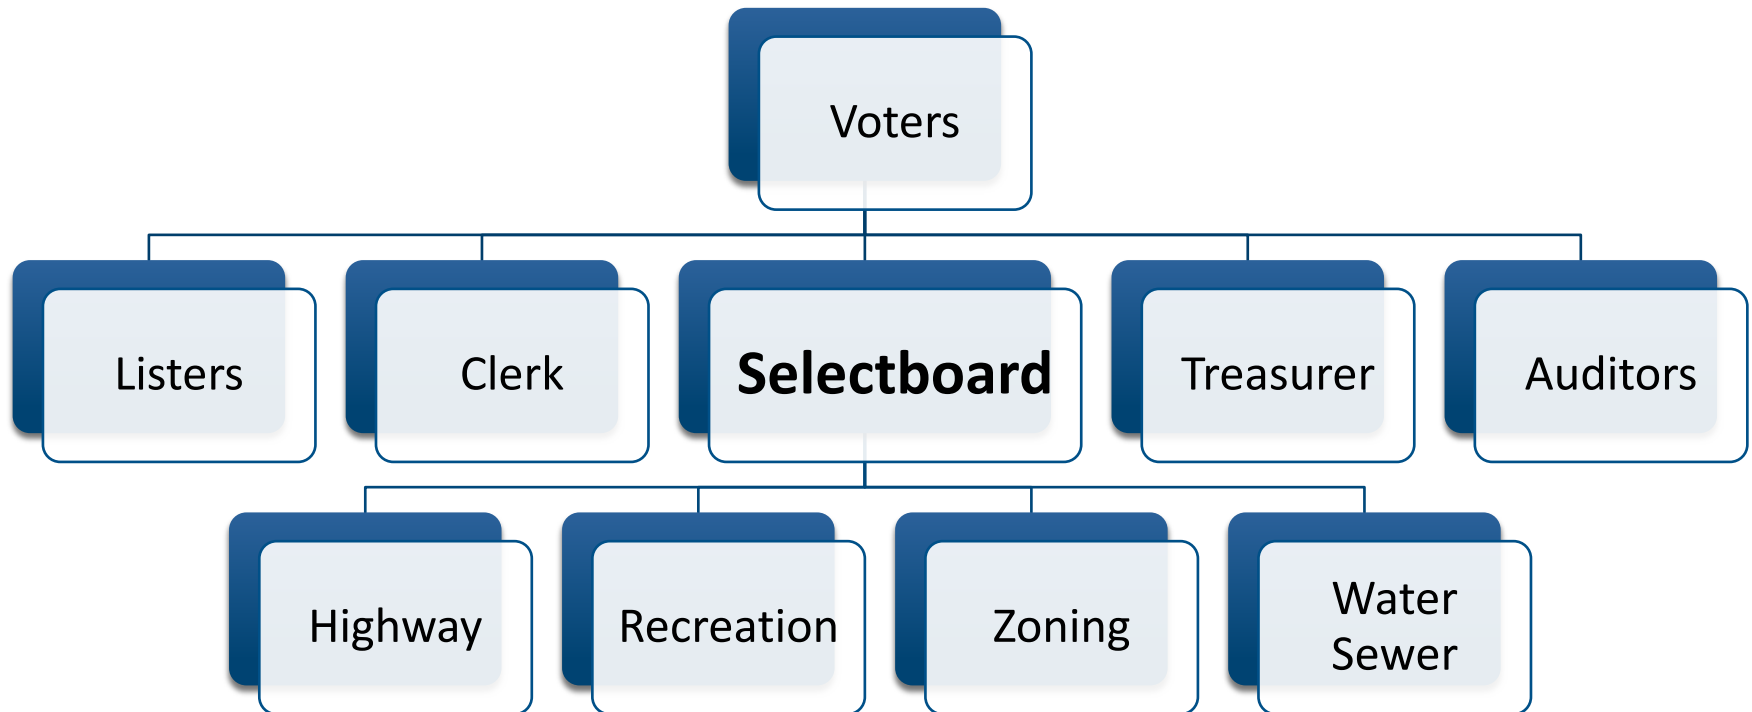 Voters
Listers
Clerk
Selectboard
Treasurer
Auditors
Highway
Recreation
Zoning
Water
Sewer